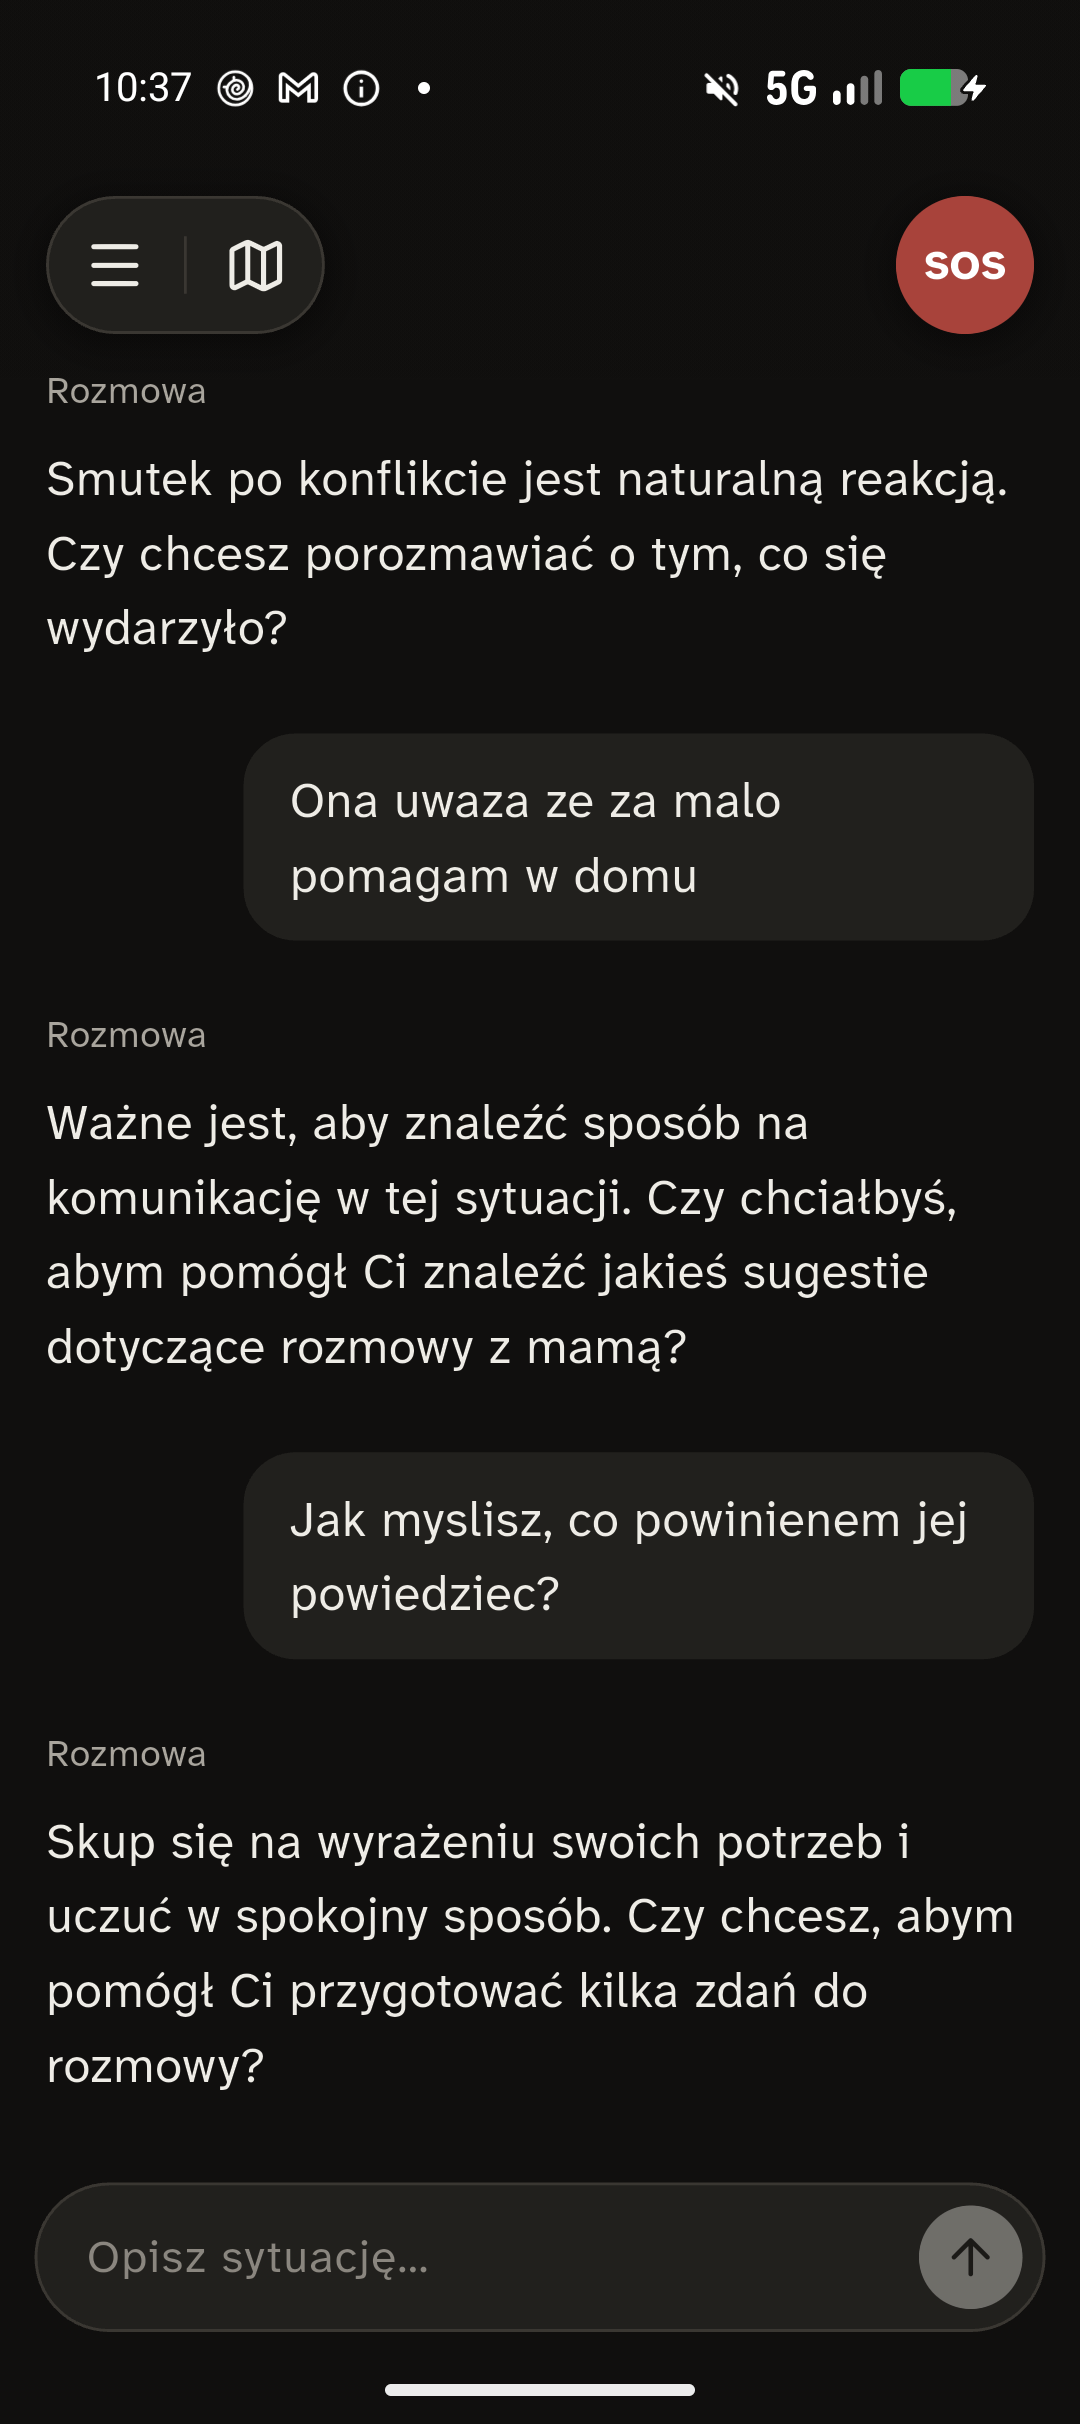 10:37
5G
SOS
Rozmowa
Smutek po konflikcie jest naturalną reakcją.
Czy chcesz porozmawiać o tym, co się
wydarzyło?
Ona uwaza ze za malo
pomagam w domu
Rozmowa
Ważne jest, aby znaleźć sposób na
komunikację w tej sytuacji. Czy chciałbyś,
abym pomógł Ci znaleźć jakieś sugestie
dotyczące rozmowy z mamą?
Jak myslisz, co powinienem jej
powiedziec?
Rozmowa
Skup się na wyrażeniu swoich potrzeb i
uczuć w spokojny sposób. Czy chcesz, abym
pomógł Ci przygotować kilka zdań do
rozmowy?
Opisz sytuację...